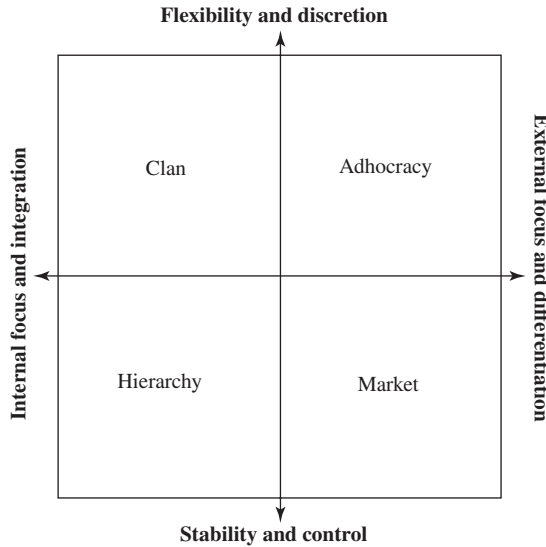 Flexibility and discretion
Clan
Adhocracy
Internal focus and integration
External focus and differentiation
Hierarchy
Market
Stability and control